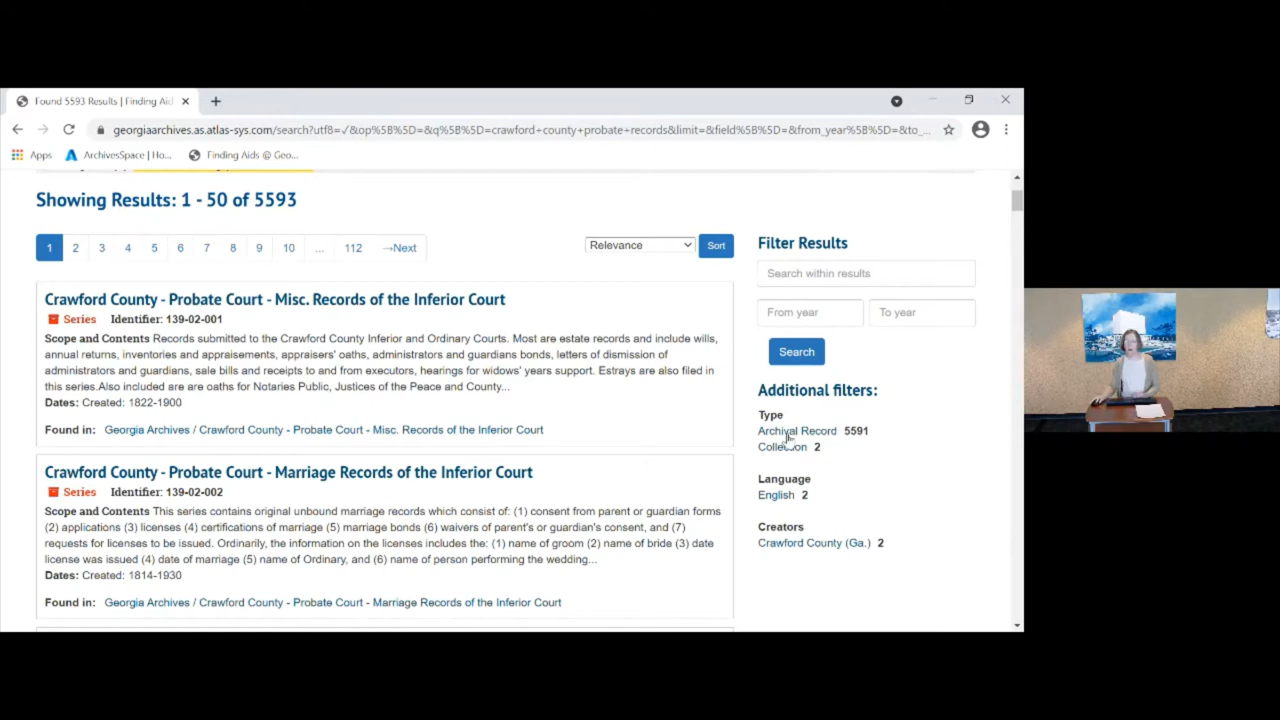 Found 5593 Results | Finding Aid
georgiaarchives.as.atlas-sys.com/search?utf8=✓&op%5B%5D=&q%5B%5D=crawford+county+probate+records&limit=&field%5B%5D=&from_year%5B%5D=&to_...
Apps ArchivesSpace | Ho... Finding Aids @ Geo...
Showing Results: 1 - 50 of 5593
1 2 3 4 5 6 7 8 9 10 ... 112 →Next
Relevance Sort
Crawford County - Probate Court - Misc. Records of the Inferior Court
Series Identifier: 139-02-001
Scope and Contents Records submitted to the Crawford County Inferior and Ordinary Courts. Most are estate records and include wills,
annual returns, inventories and appraisements, appraisers' oaths, administrators and guardians bonds, letters of dismission of
administrators and guardians, sale bills and receipts to and from executors, hearings for widows' years support. Estrays are also filed in
this series.Also included are are oaths for Notaries Public, Justices of the Peace and County...
Dates: Created: 1822-1900
Found in: Georgia Archives / Crawford County - Probate Court - Misc. Records of the Inferior Court
Crawford County - Probate Court - Marriage Records of the Inferior Court
Series Identifier: 139-02-002
Scope and Contents This series contains original unbound marriage records which consist of: (1) consent from parent or guardian forms
(2) applications (3) licenses (4) certifications of marriage (5) marriage bonds (6) waivers of parent's or guardian's consent, and (7)
requests for licenses to be issued. Ordinarily, the information on the licenses includes the: (1) name of groom (2) name of bride (3) date
license was issued (4) date of marriage (5) name of Ordinary, and (6) name of person performing the wedding...
Dates: Created: 1814-1930
Found in: Georgia Archives / Crawford County - Probate Court - Marriage Records of the Inferior Court
Filter Results
Search within results
From year To year
Search
Additional filters:
Type
Archival Record 5591
Collection 2
Language
English 2
Creators
Crawford County (Ga.) 2